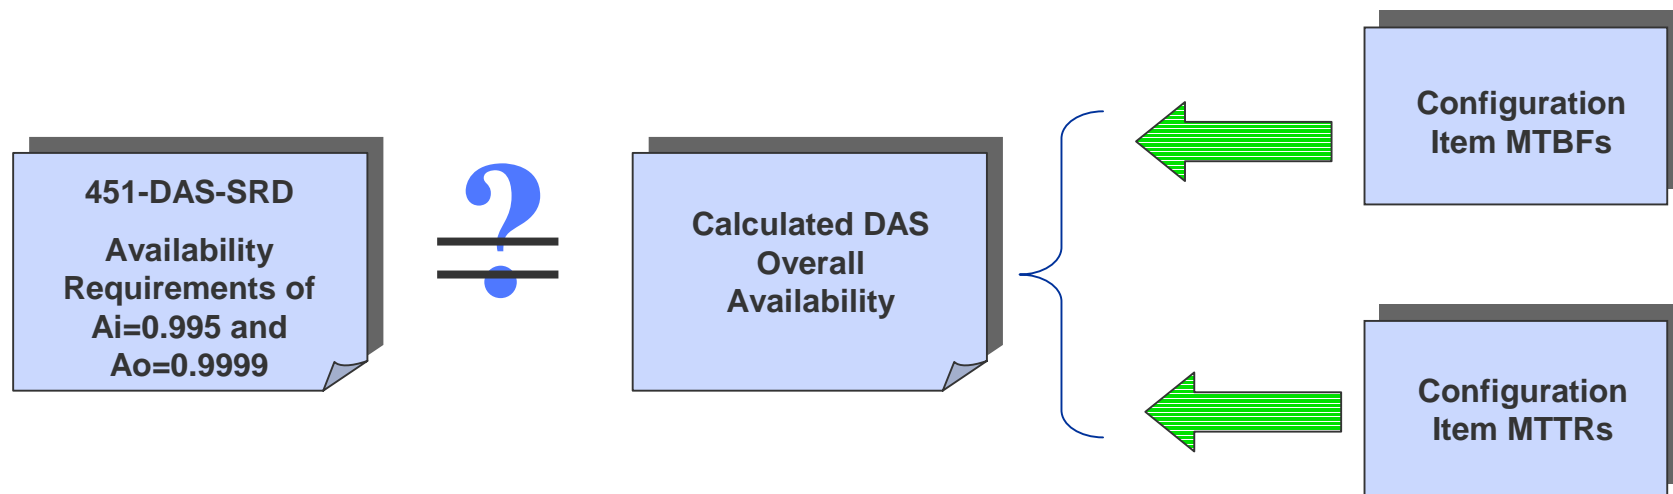 451-DAS-SRD
Availability
Requirements of
Ai=0.995 and
Ao=0.9999
?
=
Calculated DAS
Overall
Availability
Configuration
Item MTBFs
Configuration
Item MTTRs